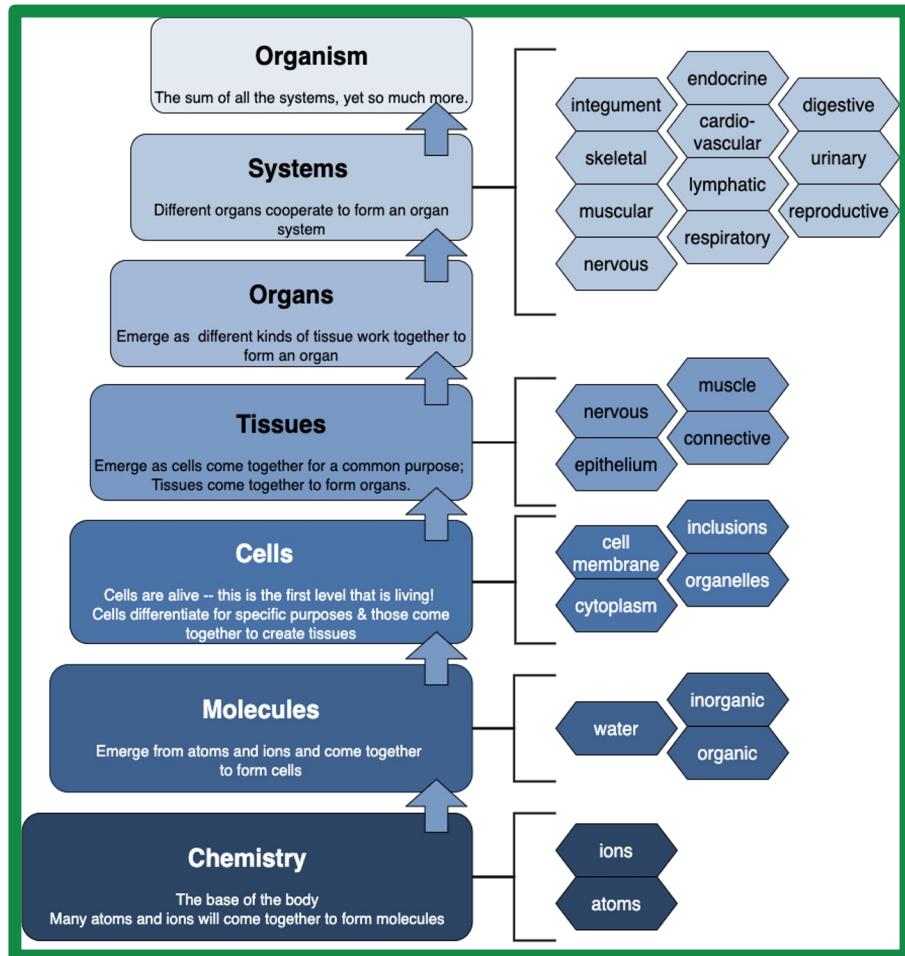 Organism
The sum of all the systems, yet so much more.
Systems
Different organs cooperate to form an organ
system
integument
skeletal
muscular
nervous
endocrine
cardio-
vascular
lymphatic
respiratory
digestive
urinary
reproductive
Organs
Emerge as different kinds of tissue work together to
form an organ
Tissues
Emerge as cells come together for a common purpose;
Tissues come together to form organs.
nervous
epithelium
muscle
connective
Cells
Cells are alive -- this is the first level that is living!
Cells differentiate for specific purposes & those come
together to create tissues
cell
membrane
cytoplasm
inclusions
organelles
Molecules
Emerge from atoms and ions and come together
to form cells
water
inorganic
organic
Chemistry
The base of the body
Many atoms and ions will come together to form molecules
ions
atoms